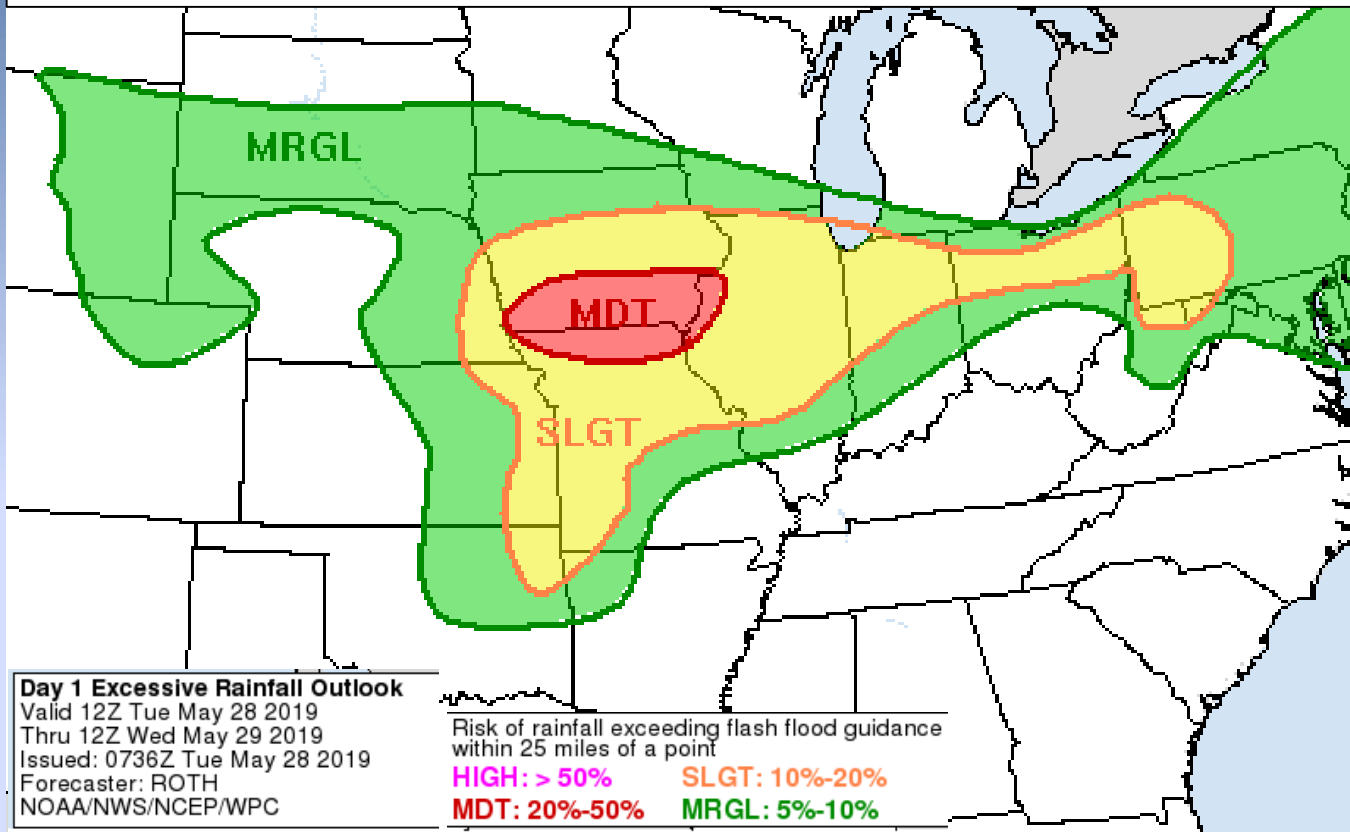 MRGL
MDT
SLGT
Day 1 Excessive Rainfall Outlook
Valid 12Z Tue May 28 2019
Thru 12Z Wed May 29 2019
Issued: 0736Z Tue May 28 2019
Forecaster: ROTH
NOAA/NWS/NCEP/WPC
Risk of rainfall exceeding flash flood guidance
within 25 miles of a point
HIGH: > 50% SLGT: 10%-20%
MDT: 20%-50% MRGL: 5%-10%